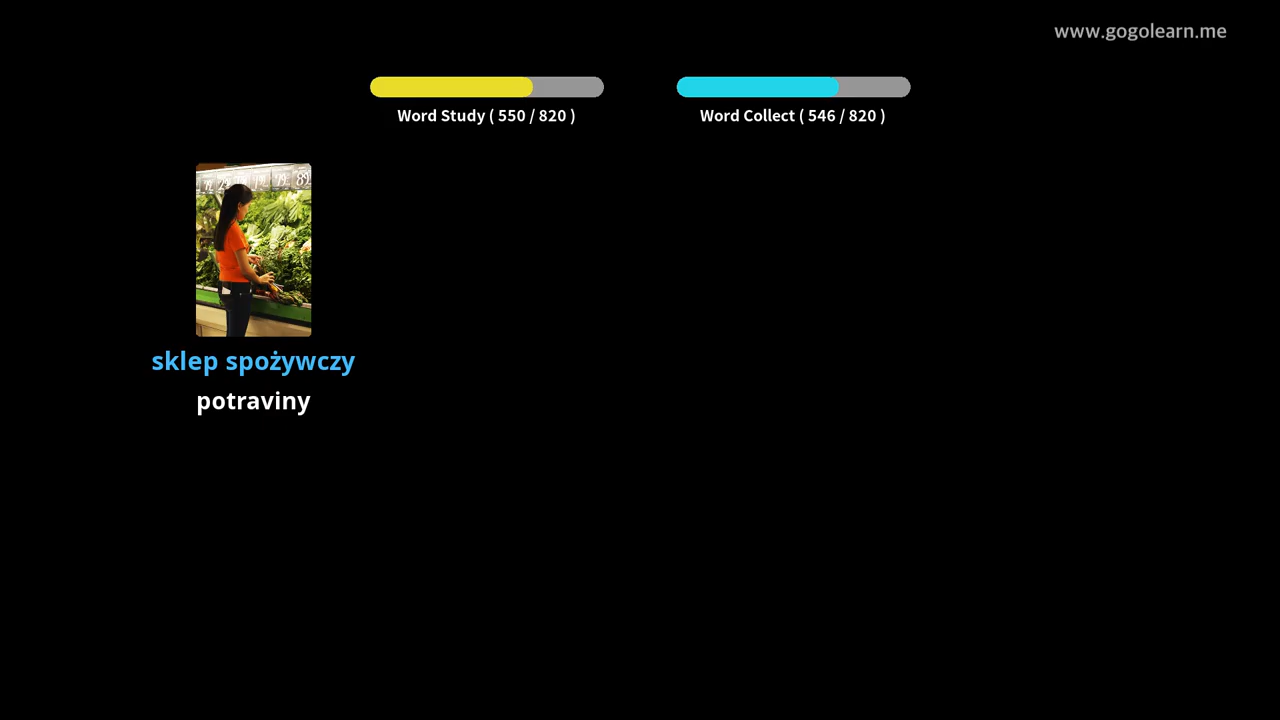 www.gogolearn.me
Word Study ( 550 / 820 )
Word Collect ( 546 / 820 )
sklep spożywczy
potraviny